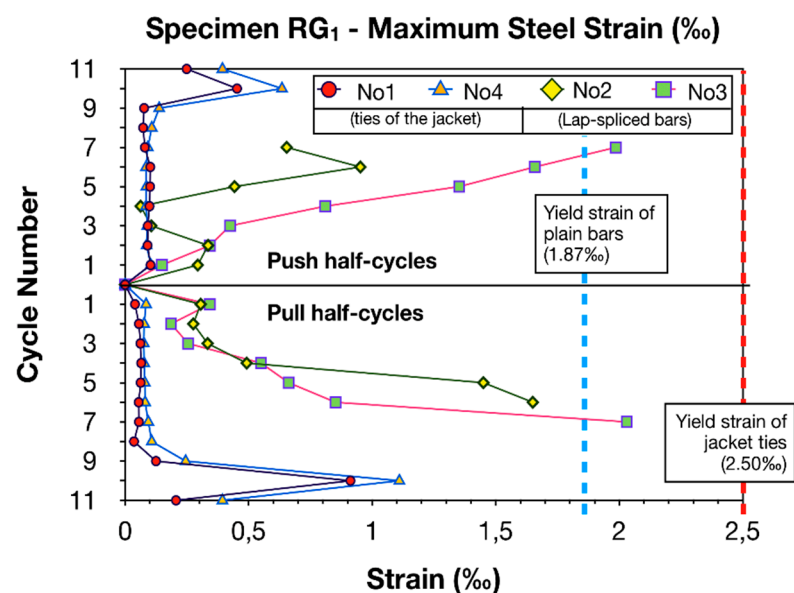 Specimen RG₁ - Maximum Steel Strain (‰)
No1 No4 No2 No3
(ties of the jacket) (Lap-spliced bars)
11
9
7
5
3
1
1
3
5
7
9
11
Cycle Number
Yield strain of
plain bars
(1.87‰)
Push half-cycles
Pull half-cycles
Yield strain of
jacket ties
(2.50‰)
0 0,5 1 1,5 2 2,5
Strain (‰)